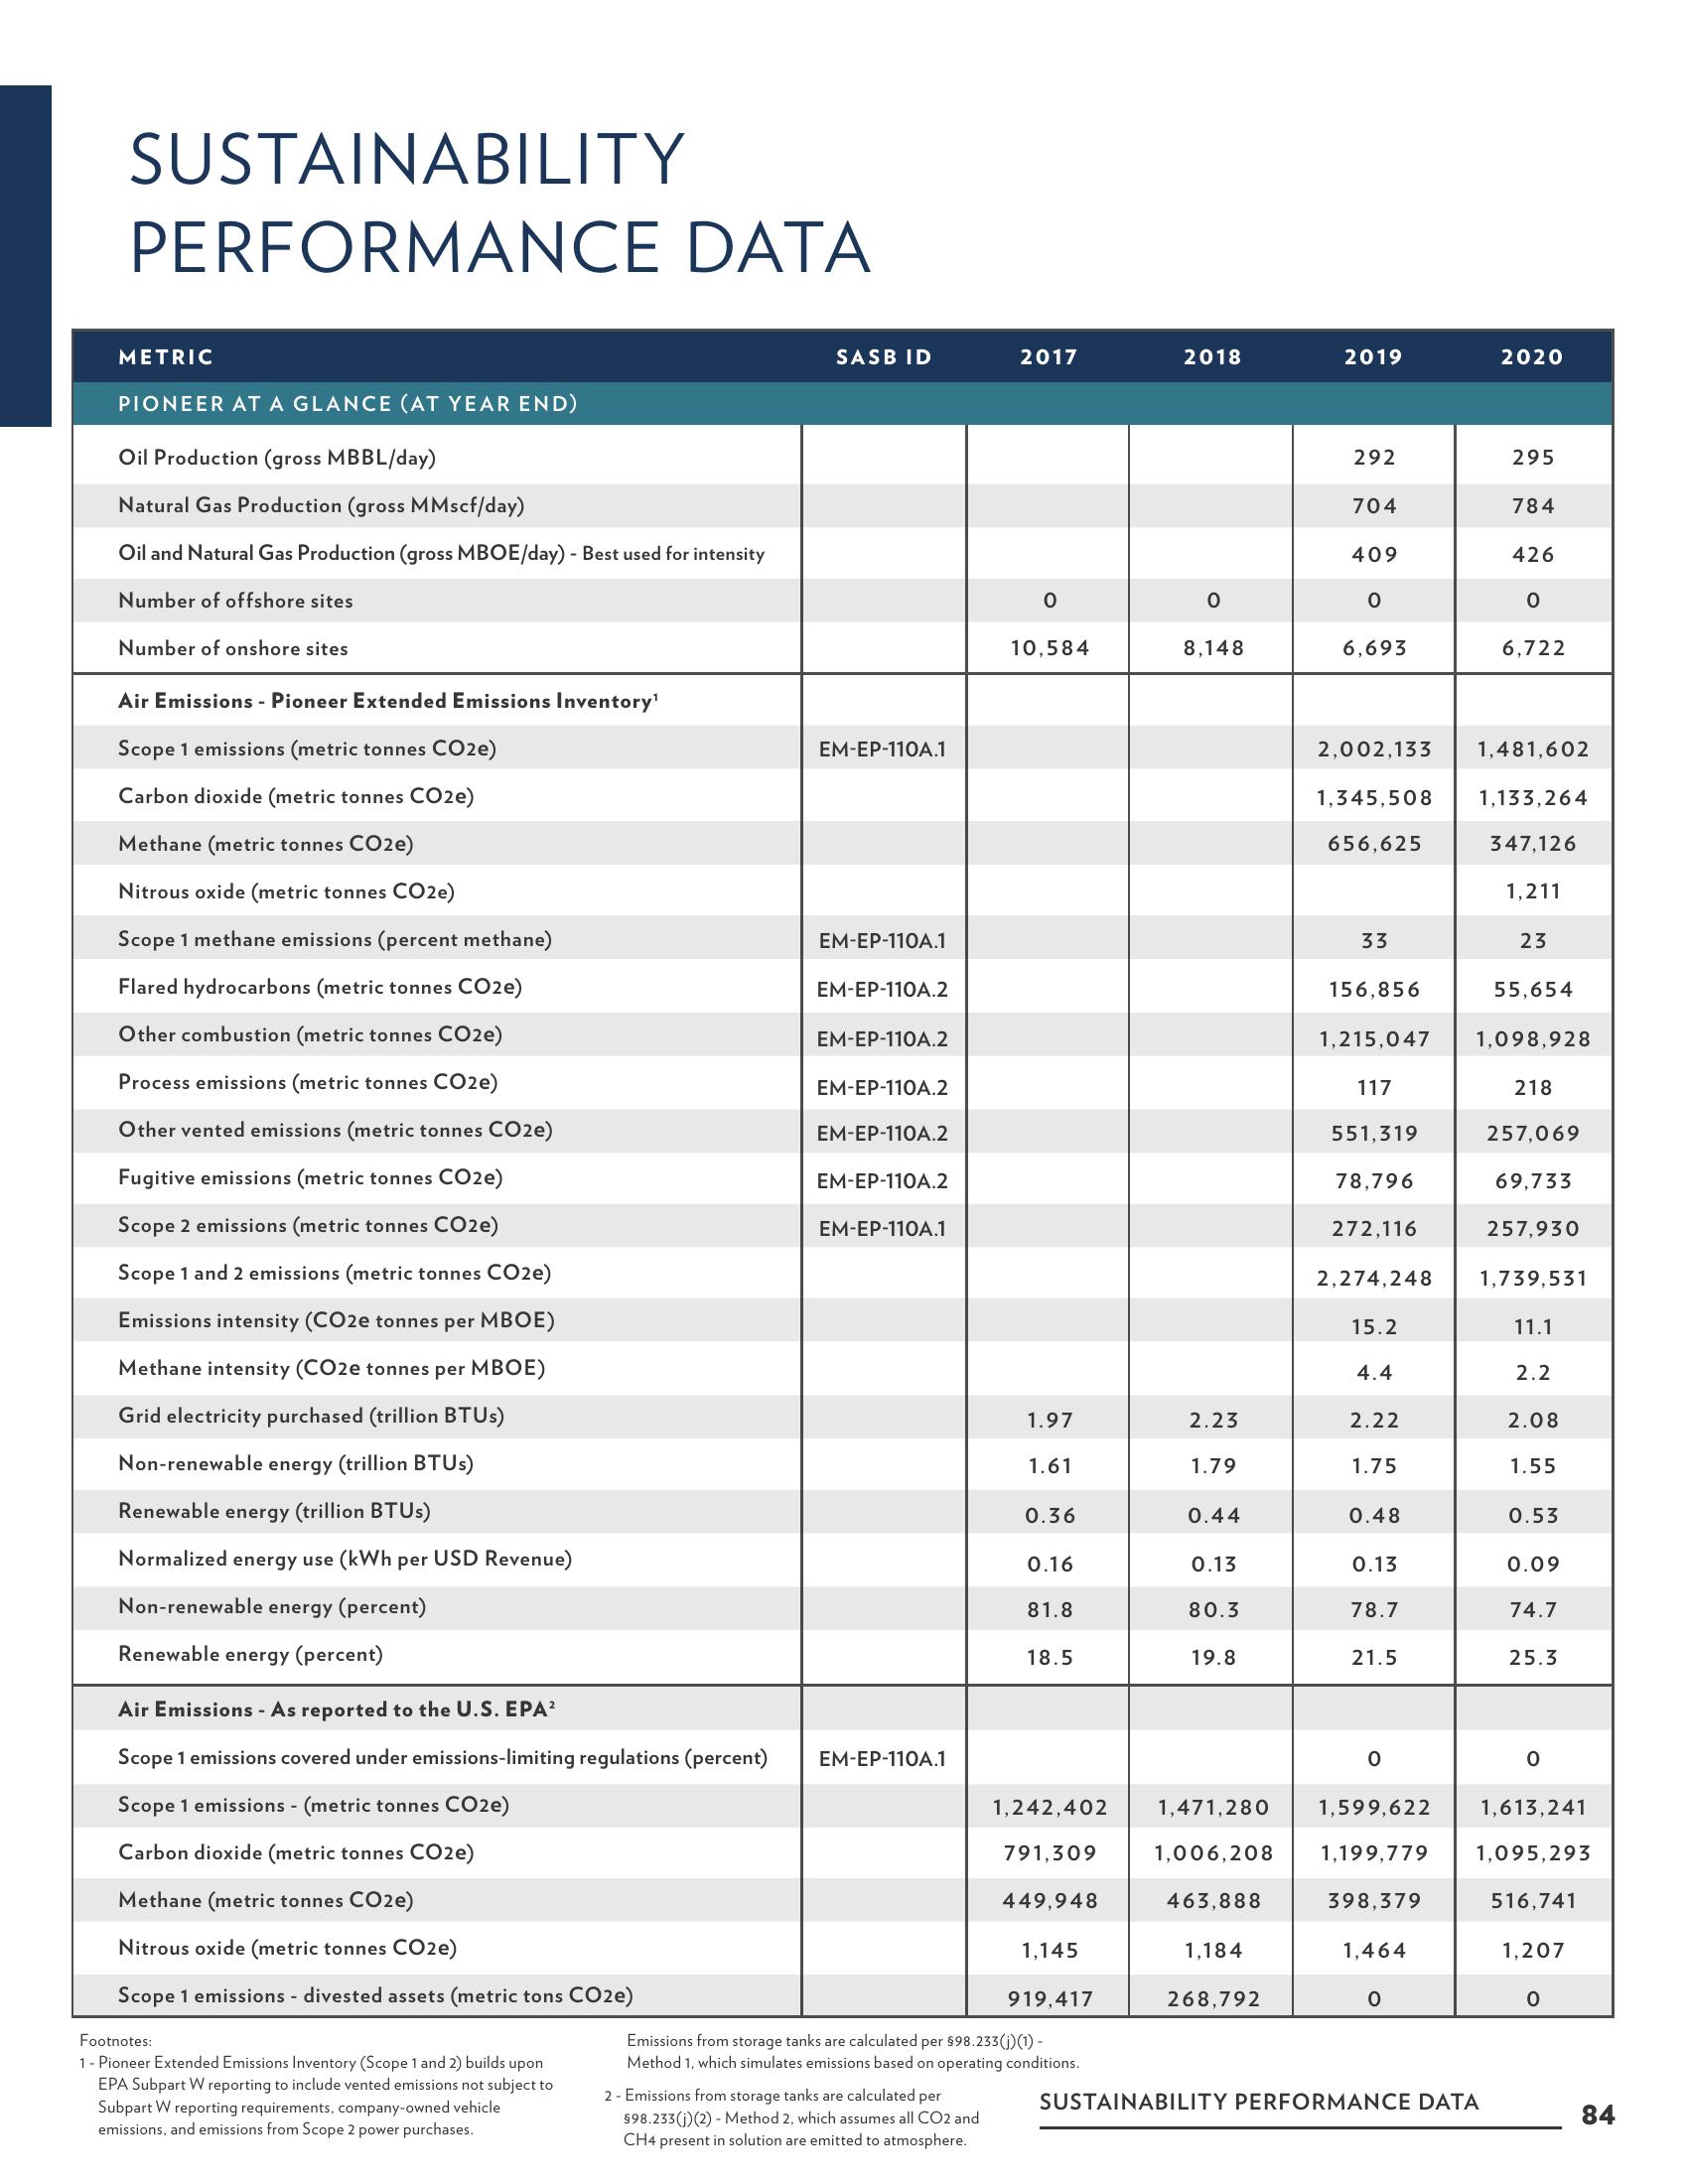 SUSTAINABILITY
PERFORMANCE DATA
METRIC SASB ID 2017 2018 2019 2020
PIONEER AT A GLANCE (AT YEAR END)
Oil Production (gross MBBL/day) 292 295
Natural Gas Production (gross MMscf/day) 704 784
Oil and Natural Gas Production (gross MBOE/day) - Best used for intensity 409 426
Number of offshore sites 0 0 0 0
Number of onshore sites 10,584 8,148 6,693 6,722
Air Emissions - Pioneer Extended Emissions Inventory¹
Scope 1 emissions (metric tonnes CO2e) EM-EP-110A.1 2,002,133 1,481,602
Carbon dioxide (metric tonnes CO2e) 1,345,508 1,133,264
Methane (metric tonnes CO2e) 656,625 347,126
Nitrous oxide (metric tonnes CO2e) 1,211
Scope 1 methane emissions (percent methane) EM-EP-110A.1 33 23
Flared hydrocarbons (metric tonnes CO2e) EM-EP-110A.2 156,856 55,654
Other combustion (metric tonnes CO2e) EM-EP-110A.2 1,215,047 1,098,928
Process emissions (metric tonnes CO2e) EM-EP-110A.2 117 218
Other vented emissions (metric tonnes CO2e) EM-EP-110A.2 551,319 257,069
Fugitive emissions (metric tonnes CO2e) EM-EP-110A.2 78,796 69,733
Scope 2 emissions (metric tonnes CO2e) EM-EP-110A.1 272,116 257,930
Scope 1 and 2 emissions (metric tonnes CO2e) 2,274,248 1,739,531
Emissions intensity (CO2e tonnes per MBOE) 15.2 11.1
Methane intensity (CO2e tonnes per MBOE) 4.4 2.2
Grid electricity purchased (trillion BTUs) 1.97 2.23 2.22 2.08
Non-renewable energy (trillion BTUs) 1.61 1.79 1.75 1.55
Renewable energy (trillion BTUs) 0.36 0.44 0.48 0.53
Normalized energy use (kWh per USD Revenue) 0.16 0.13 0.13 0.09
Non-renewable energy (percent) 81.8 80.3 78.7 74.7
Renewable energy (percent) 18.5 19.8 21.5 25.3
Air Emissions - As reported to the U.S. EPA²
Scope 1 emissions covered under emissions-limiting regulations (percent) EM-EP-110A.1 0 0
Scope 1 emissions - (metric tonnes CO2e) 1,242,402 1,471,280 1,599,622 1,613,241
Carbon dioxide (metric tonnes CO2e) 791,309 1,006,208 1,199,779 1,095,293
Methane (metric tonnes CO2e) 449,948 463,888 398,379 516,741
Nitrous oxide (metric tonnes CO2e) 1,145 1,184 1,464 1,207
Scope 1 emissions - divested assets (metric tons CO2e) 919,417 268,792 0 0
Footnotes:
1 - Pioneer Extended Emissions Inventory (Scope 1 and 2) builds upon
EPA Subpart W reporting to include vented emissions not subject to
Subpart W reporting requirements, company-owned vehicle
emissions, and emissions from Scope 2 power purchases.
Emissions from storage tanks are calculated per §98.233(j)(1) -
Method 1, which simulates emissions based on operating conditions.
2 - Emissions from storage tanks are calculated per
§98.233(j)(2) - Method 2, which assumes all CO2 and
CH4 present in solution are emitted to atmosphere.
SUSTAINABILITY PERFORMANCE DATA 84